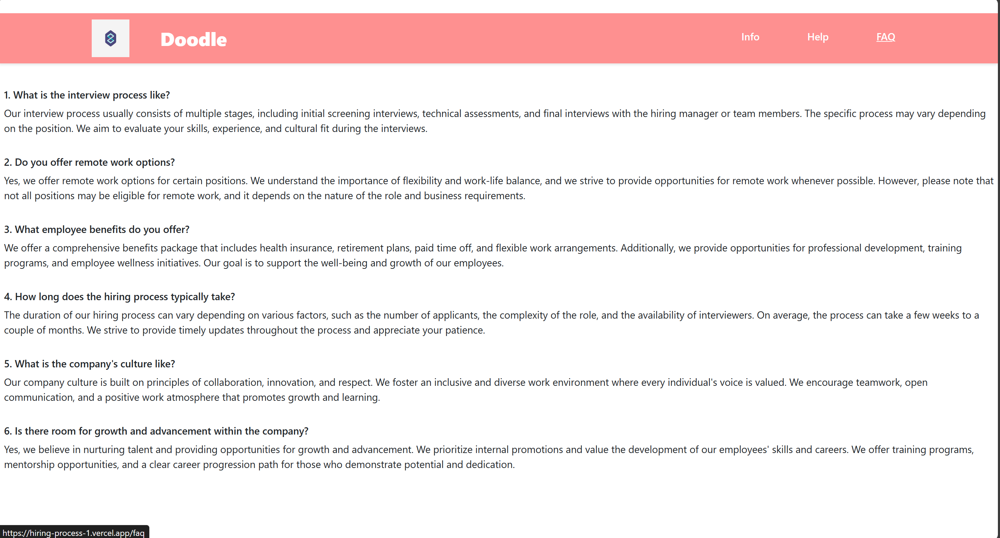 Doodle
Info
Help
FAQ
1. What is the interview process like?
Our interview process usually consists of multiple stages, including initial screening interviews, technical assessments, and final interviews with the hiring manager or team members. The specific process may vary depending
on the position. We aim to evaluate your skills, experience, and cultural fit during the interviews.
2. Do you offer remote work options?
Yes, we offer remote work options for certain positions. We understand the importance of flexibility and work-life balance, and we strive to provide opportunities for remote work whenever possible. However, please note that
not all positions may be eligible for remote work, and it depends on the nature of the role and business requirements.
3. What employee benefits do you offer?
We offer a comprehensive benefits package that includes health insurance, retirement plans, paid time off, and flexible work arrangements. Additionally, we provide opportunities for professional development, training
programs, and employee wellness initiatives. Our goal is to support the well-being and growth of our employees.
4. How long does the hiring process typically take?
The duration of our hiring process can vary depending on various factors, such as the number of applicants, the complexity of the role, and the availability of interviewers. On average, the process can take a few weeks to a
couple of months. We strive to provide timely updates throughout the process and appreciate your patience.
5. What is the company's culture like?
Our company culture is built on principles of collaboration, innovation, and respect. We foster an inclusive and diverse work environment where every individual's voice is valued. We encourage teamwork, open
communication, and a positive work atmosphere that promotes growth and learning.
6. Is there room for growth and advancement within the company?
Yes, we believe in nurturing talent and providing opportunities for growth and advancement. We prioritize internal promotions and value the development of our employees' skills and careers. We offer training programs,
mentorship opportunities, and a clear career progression path for those who demonstrate potential and dedication.
https://hiring-process-1.vercel.app/faq